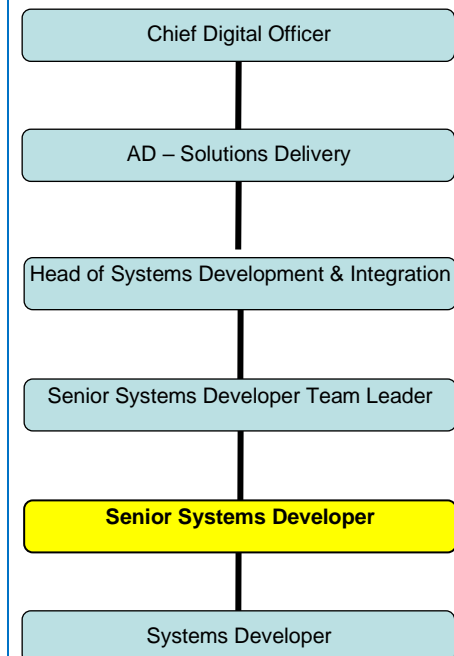 Chief Digital Officer
AD – Solutions Delivery
Head of Systems Development & Integration
Senior Systems Developer Team Leader
Senior Systems Developer
Systems Developer